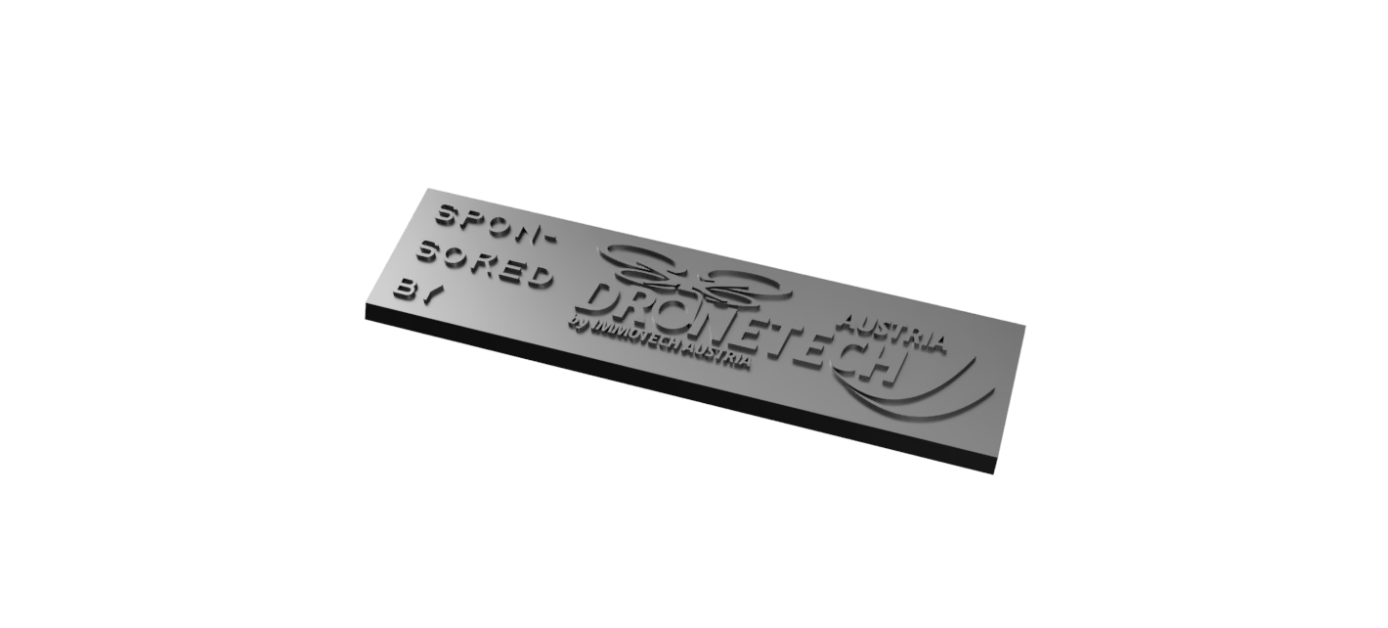 SPON-
SORED
BY
DRONETECH
AUSTRIA
by IMMOTECH AUSTRIA